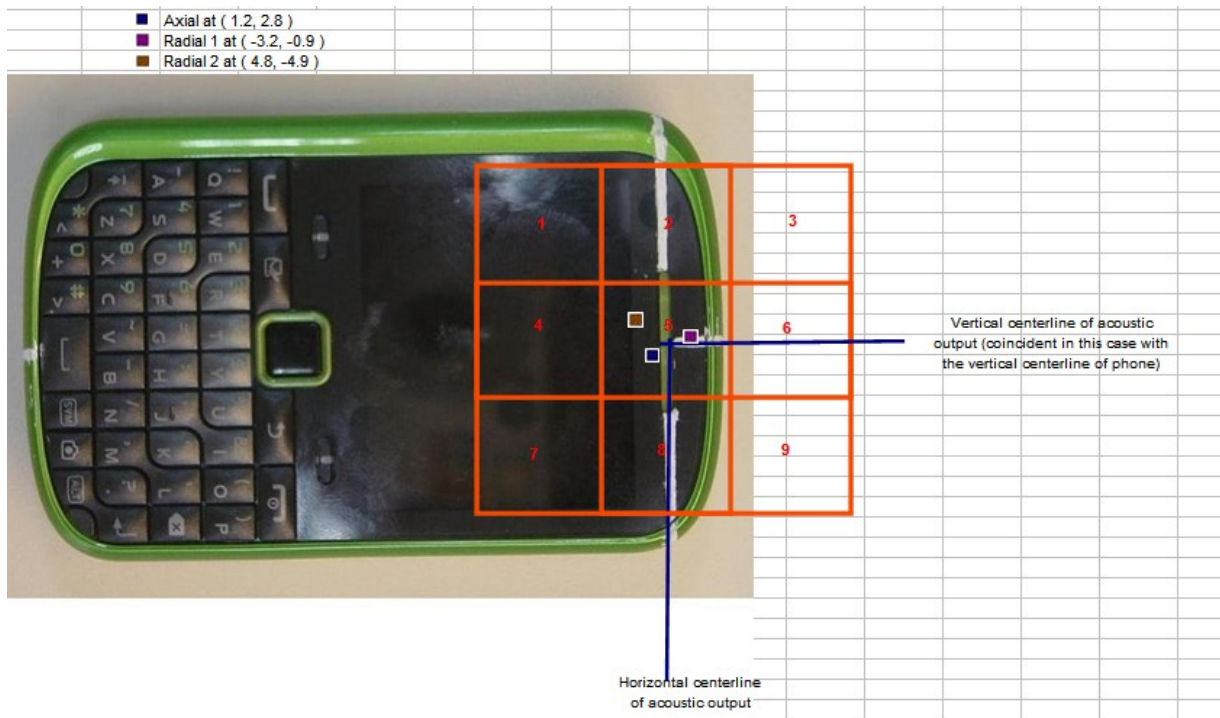 Axial at ( 1.2, 2.8 )
Radial 1 at ( -3.2, -0.9 )
Radial 2 at ( 4.8, -4.9 )
1
2
3
4
5
6
7
8
9
Vertical centerline of acoustic
output (coincident in this case with
the vertical centerline of phone)
Horizontal centerline
of acoustic output
! Q W E R T Y U I O P
A S D F G H J K L
Z X C V B N M
SYM
ALT